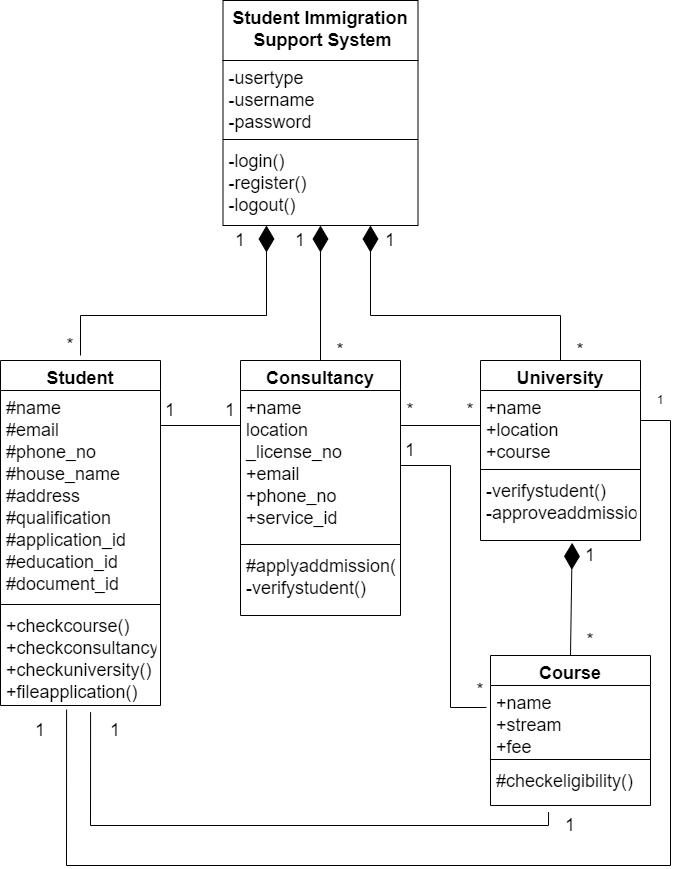 Student Immigration
Support System
-usertype
-username
-password
-login()
-register()
-logout()
1
1
1
*
*
*
Student
#name
#email
#phone_no
#house_name
#address
#qualification
#application_id
#education_id
#document_id
+checkcourse()
+checkconsultancy
+checkuniversity()
+fileapplication()
1
1
Consultancy
+name
location
_license_no
+email
+phone_no
+service_id
#applyaddmission(
-verifystudent()
*
*
1
University
+name
+location
+course
-verifystudent()
-approveaddmissio
1
1
*
*
Course
+name
+stream
+fee
#checkeligibility()
1
1
1